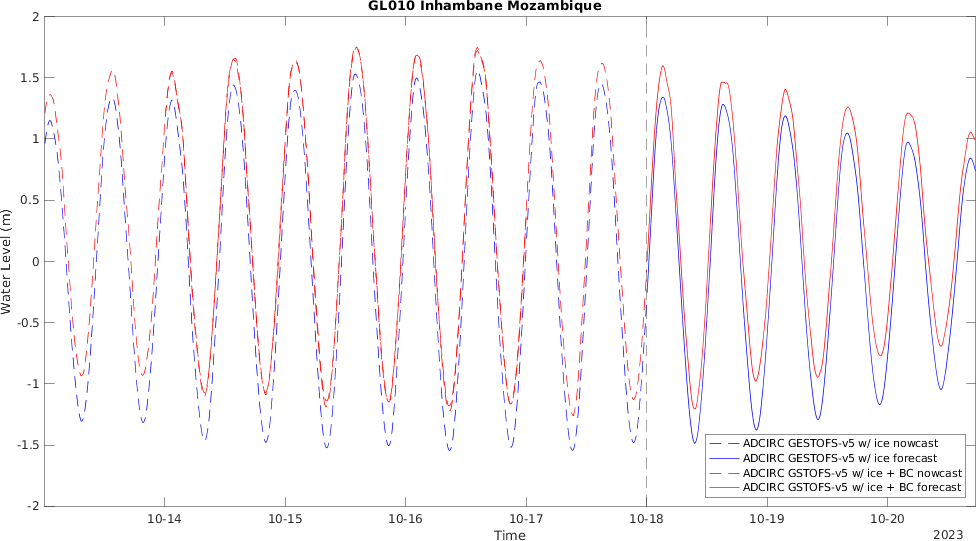 GL010 Inhambane Mozambique
2
1.5
1
0.5
0
-0.5
-1
-1.5
-2
Water Level (m)
10-14
10-15
10-16
10-17
10-18
10-19
10-20
Time
2023
ADCIRC GESTOFS-v5 w/ ice nowcast
ADCIRC GESTOFS-v5 w/ ice forecast
ADCIRC GSTOFS-v5 w/ ice + BC nowcast
ADCIRC GSTOFS-v5 w/ ice + BC forecast